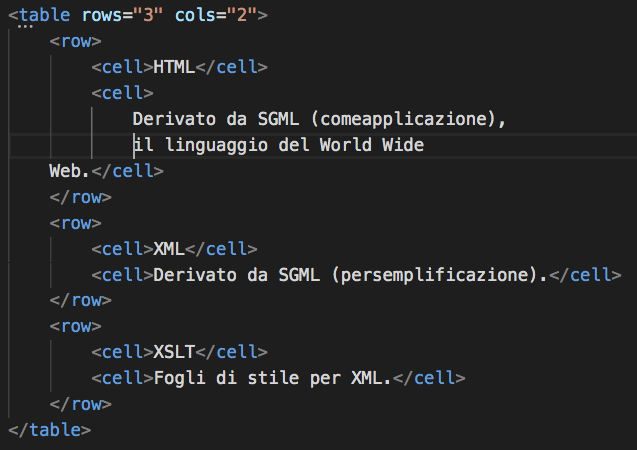 <table rows="3" cols="2">
<row>
<cell>HTML</cell>
<cell>
Derivato da SGML (comeapplicazione),
il linguaggio del World Wide
Web.</cell>
</row>
<row>
<cell>XML</cell>
<cell>Derivato da SGML (persemplificazione).</cell>
</row>
<row>
<cell>XSLT</cell>
<cell>Fogli di stile per XML.</cell>
</row>
</table>